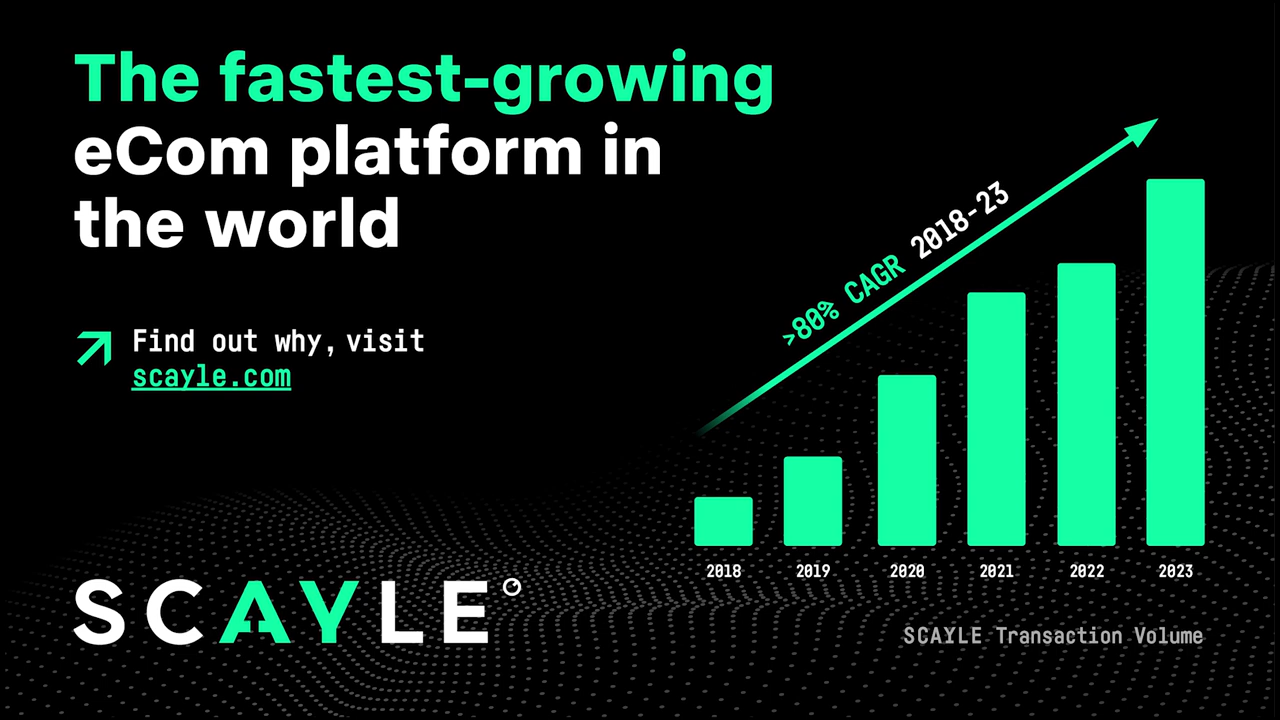 The fastest-growing
eCom platform in
the world
Find out why, visit
scayle.com
>80% CAGR 2018-23
2018 2019 2020 2021 2022 2023
SCAYLE Transaction Volume
SCAYLE